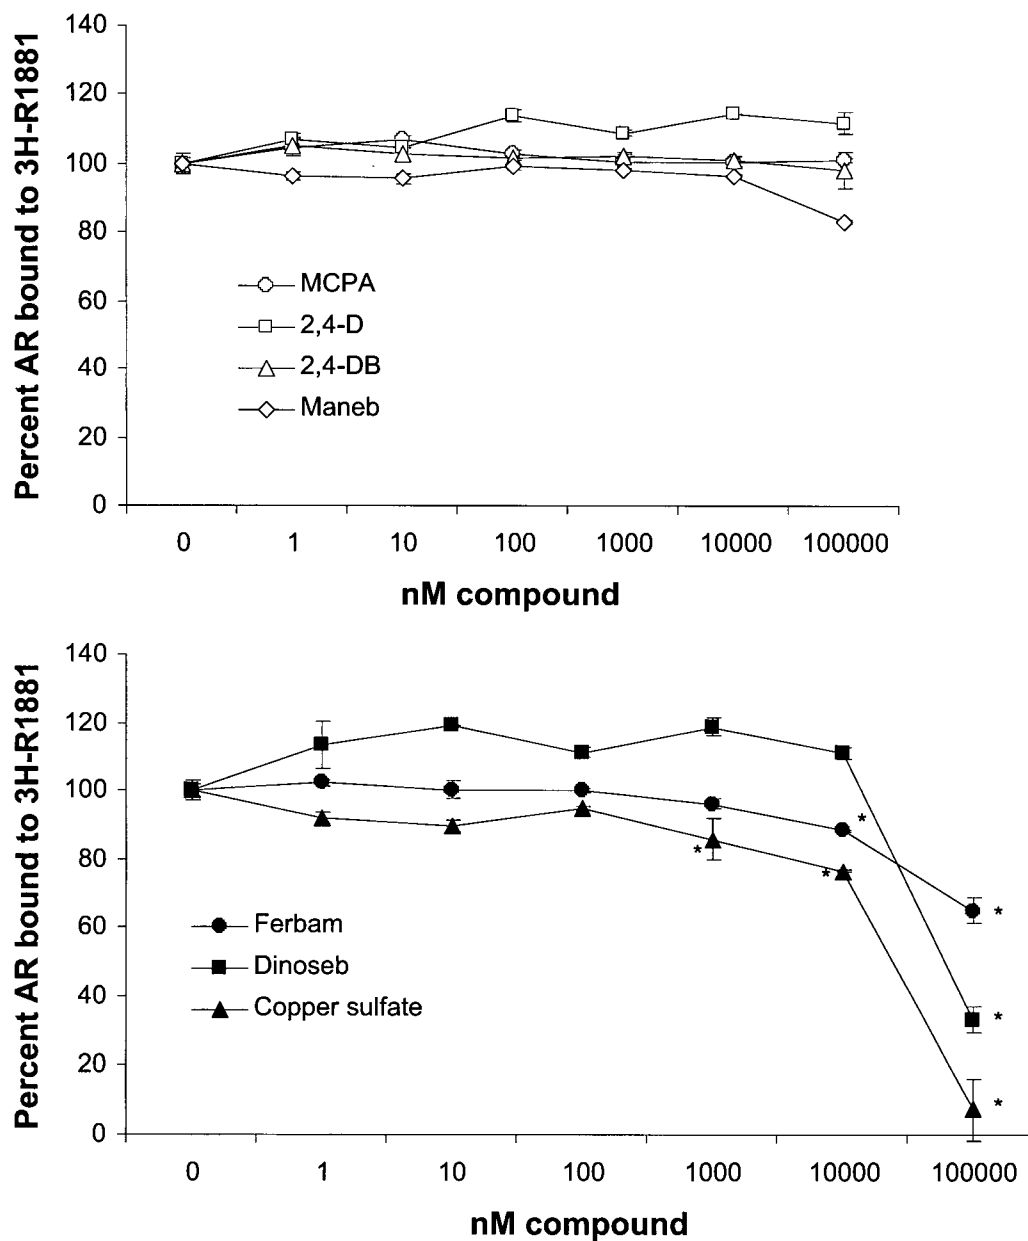 Percent AR bound to 3H-R1881
140
120
100
80
60
40
20
0
MCPA
2,4-D
2,4-DB
Maneb
0 1 10 100 1000 10000 100000
nM compound
Percent AR bound to 3H-R1881
140
120
100
80
60
40
20
0
*
*
*
*
*
*
Ferbam
Dinoseb
Copper sulfate
0 1 10 100 1000 10000 100000
nM compound